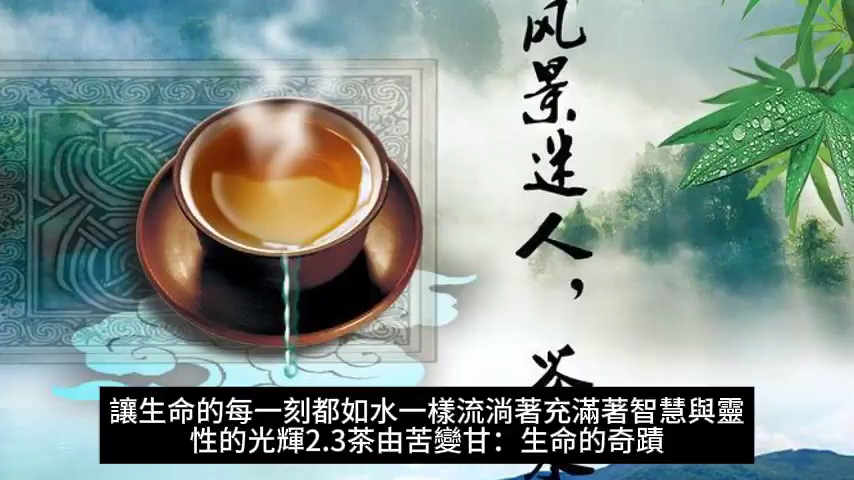 风景迷人，茶
讓生命的每一刻都如水一樣流淌著充滿著智慧與靈
性的光輝2.3茶由苦變甘：生命的奇蹟